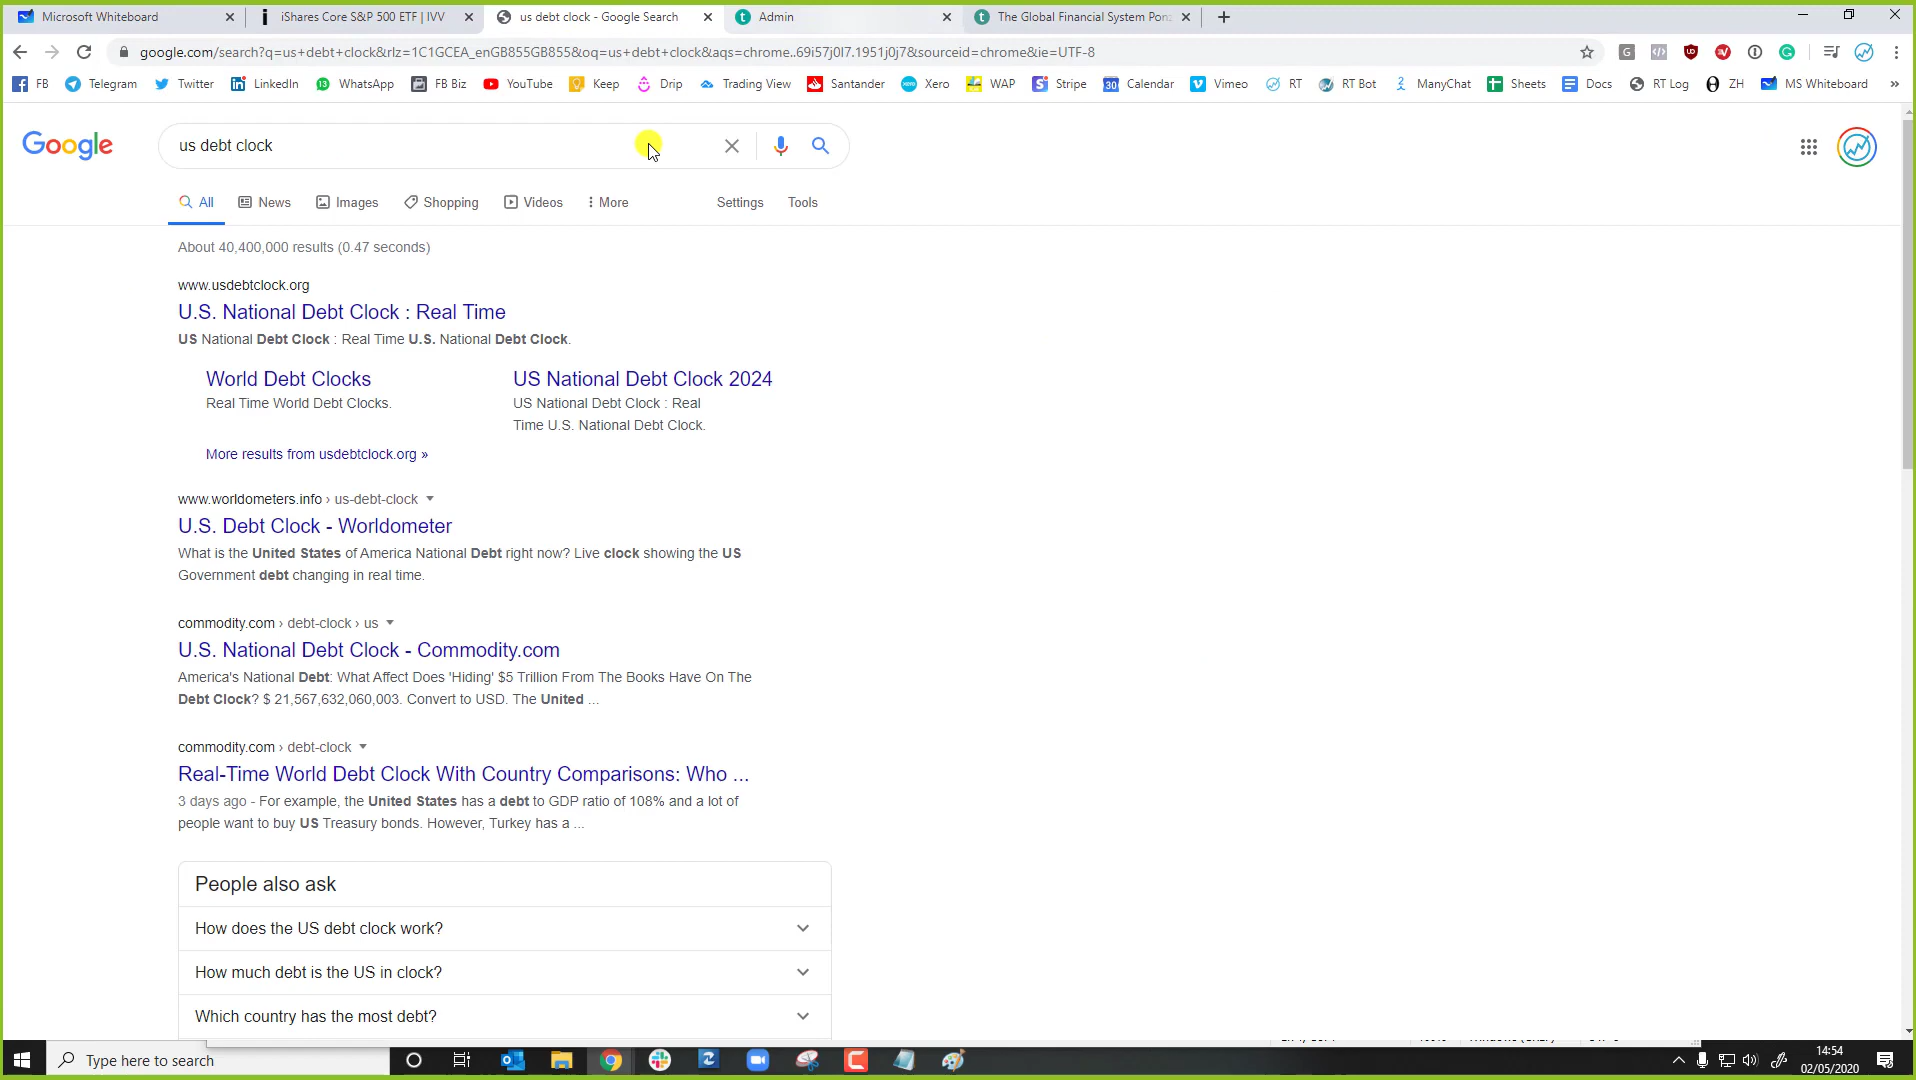 Microsoft Whiteboard
iShares Core S&P 500 ETF | IVV
us debt clock - Google Search
Admin
The Global Financial System Pon
google.com/search?q=us+debt+clock&rlz=1C1GCEA_enGB855GB855&oq=us+debt+clock&aqs=chrome..69i57j0l7.1951j0j7&sourceid=chrome&ie=UTF-8
FB Telegram Twitter LinkedIn WhatsApp FB Biz YouTube Keep Drip Trading View Santander Xero WAP Stripe Calendar Vimeo RT RT Bot ManyChat Sheets Docs RT Log ZH MS Whiteboard »
Google
us debt clock
All News Images Shopping Videos More Settings Tools
About 40,400,000 results (0.47 seconds)
www.usdebtclock.org
U.S. National Debt Clock : Real Time
US National Debt Clock : Real Time U.S. National Debt Clock.
World Debt Clocks
Real Time World Debt Clocks.
US National Debt Clock 2024
US National Debt Clock : Real
Time U.S. National Debt Clock.
More results from usdebtclock.org »
www.worldometers.info › us-debt-clock
U.S. Debt Clock - Worldometer
What is the United States of America National Debt right now? Live clock showing the US
Government debt changing in real time.
commodity.com › debt-clock › us
U.S. National Debt Clock - Commodity.com
America's National Debt: What Affect Does 'Hiding' $5 Trillion From The Books Have On The
Debt Clock? $ 21,567,632,060,003. Convert to USD. The United ...
commodity.com › debt-clock
Real-Time World Debt Clock With Country Comparisons: Who ...
3 days ago - For example, the United States has a debt to GDP ratio of 108% and a lot of
people want to buy US Treasury bonds. However, Turkey has a ...
People also ask
How does the US debt clock work?
How much debt is the US in clock?
Which country has the most debt?
Type here to search
14:54
02/05/2020